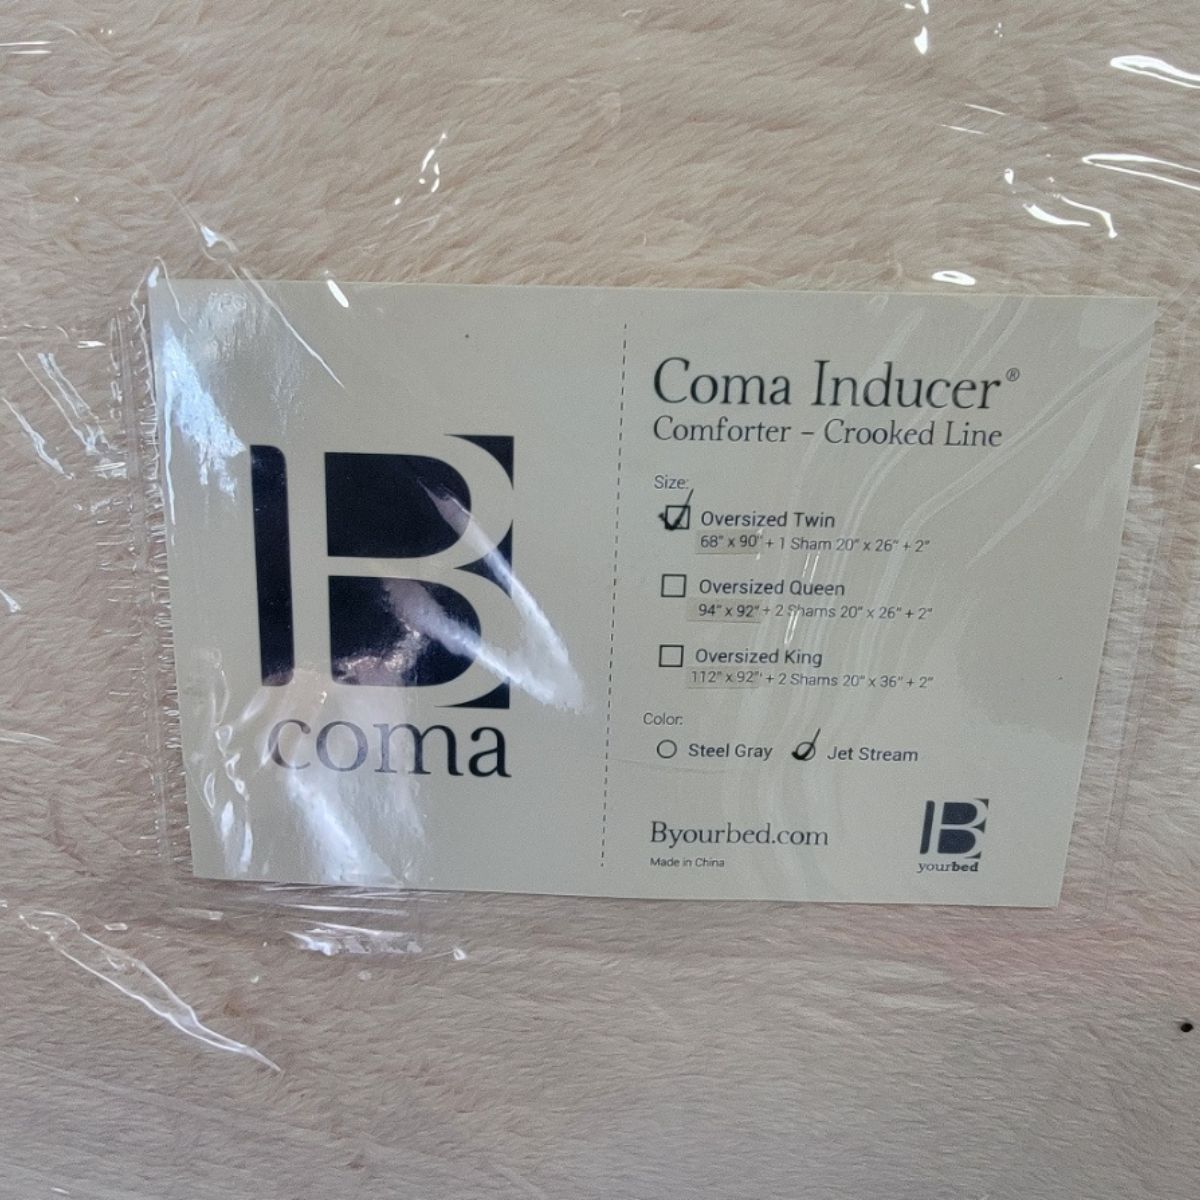 B
coma
Coma Inducer®
Comforter – Crooked Line
Size:
Oversized Twin
68" x 90" + 1 Sham 20" x 26" + 2"
Oversized Queen
94" x 92" + 2 Shams 20" x 26" + 2"
Oversized King
112" x 92" + 2 Shams 20" x 36" + 2"
Color:
Steel Gray Jet Stream
Byourbed.com
Made in China
B
yourbed